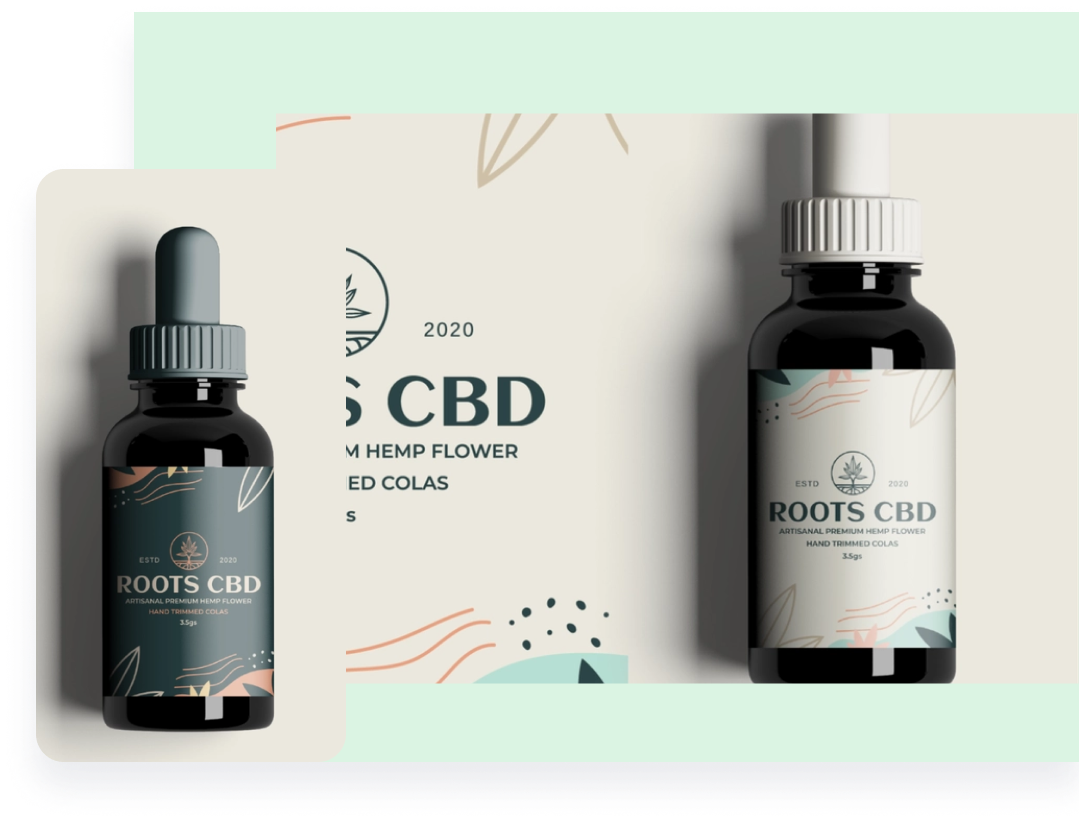 ESTD 2020
ROOTS CBD
ARTISANAL PREMIUM HEMP FLOWER
HAND TRIMMED COLAS
3.5gs
2020
S CBD
M HEMP FLOWER
ED COLAS
s
ESTD 2020
ROOTS CBD
ARTISANAL PREMIUM HEMP FLOWER
HAND TRIMMED COLAS
3.5gs